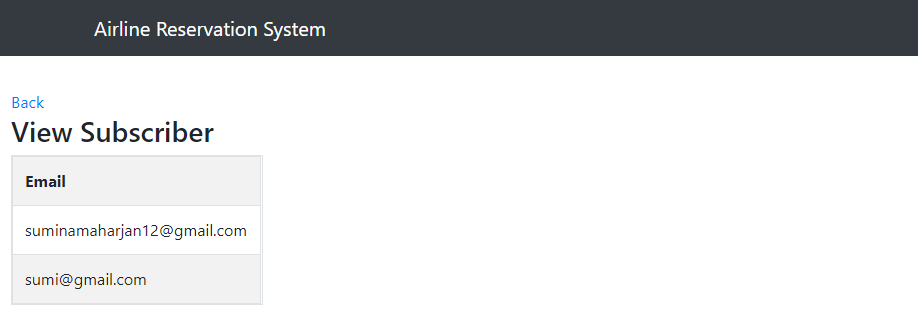 Airline Reservation System
Back
View Subscriber
Email
suminamaharjan12@gmail.com
sumi@gmail.com